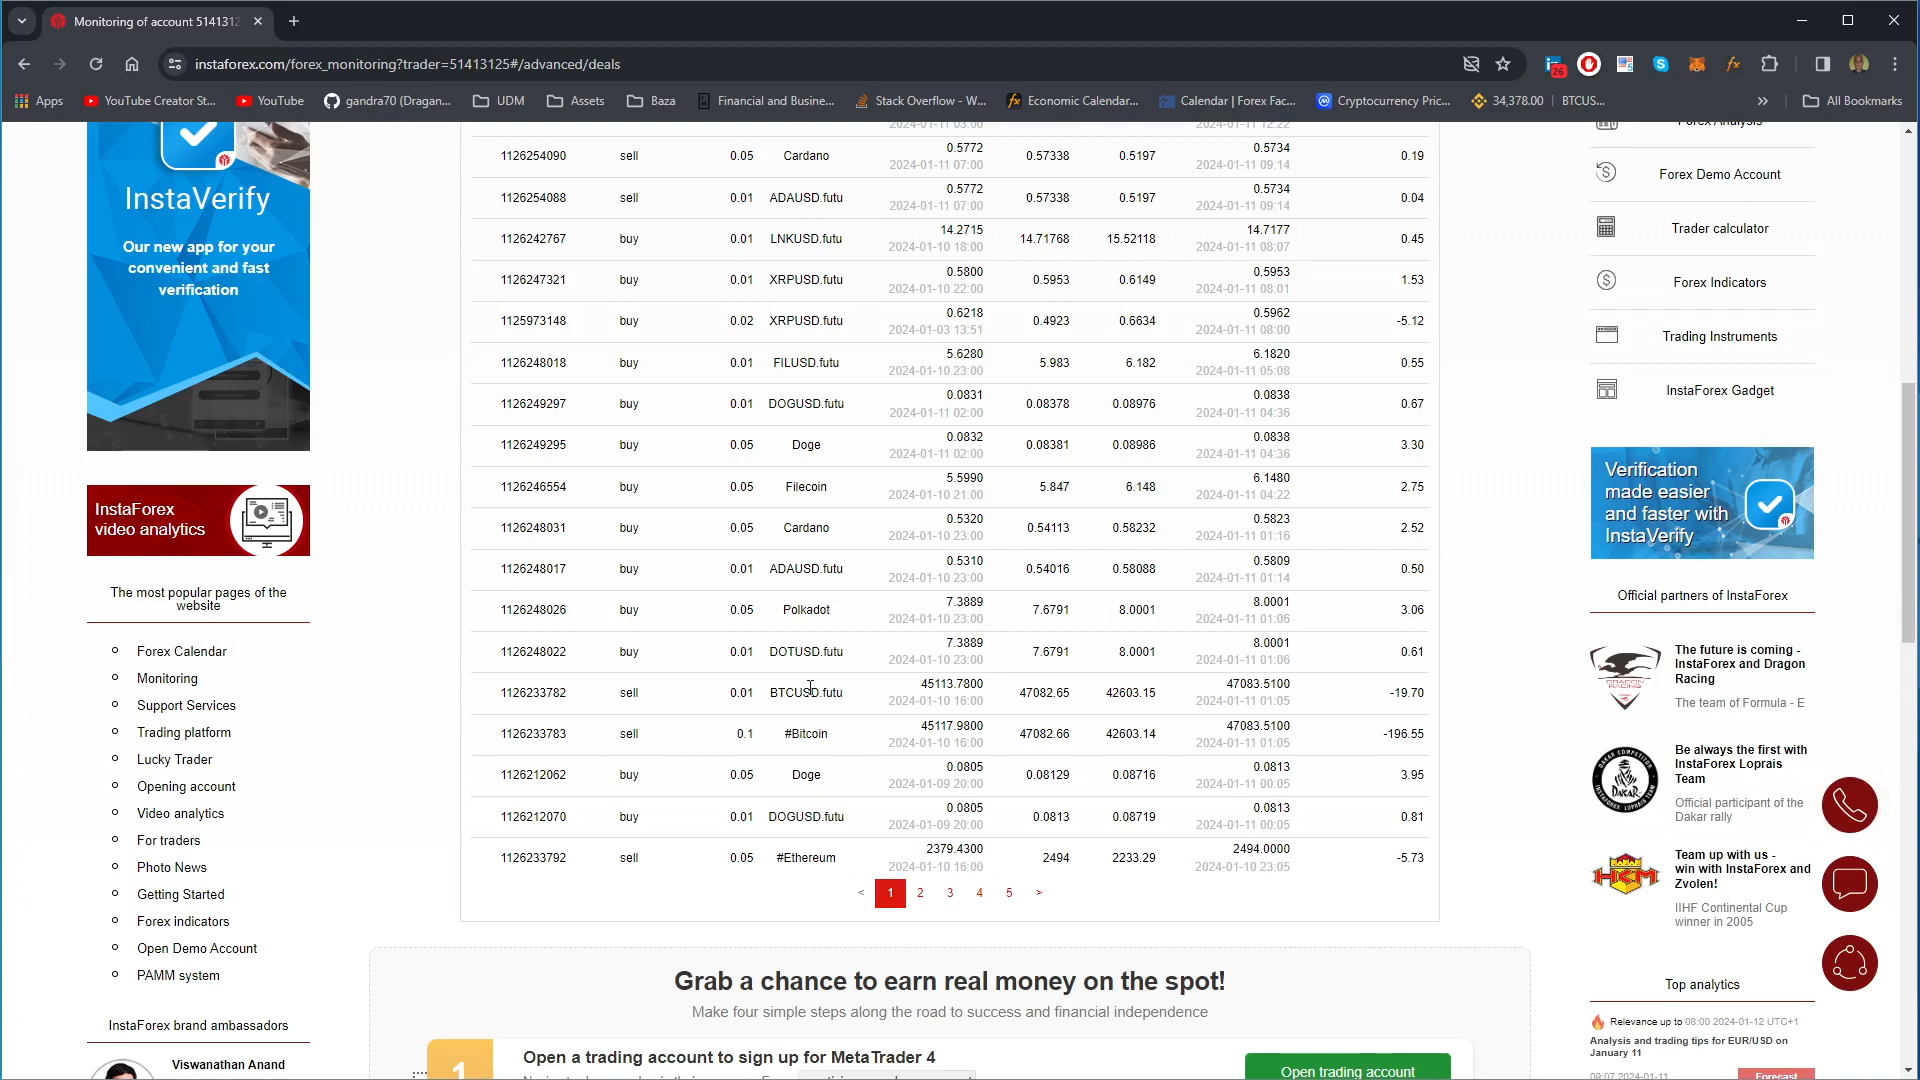 Monitoring of account 5141312
instaforex.com/forex_monitoring?trader=51413125#/advanced/deals
26
Apps
YouTube Creator St...
YouTube
gandra70 (Dragan...
UDM
Assets
Baza
Financial and Busine...
Stack Overflow - W...
Economic Calendar...
Calendar | Forex Fac...
Cryptocurrency Pric...
34,378.00 | BTCUS...
All Bookmarks
InstaVerify
Our new app for your
convenient and fast
verification
InstaForex
video analytics
The most popular pages of the
website
Forex Calendar
Monitoring
Support Services
Trading platform
Lucky Trader
Opening account
Video analytics
For traders
Photo News
Getting Started
Forex indicators
Open Demo Account
PAMM system
InstaForex brand ambassadors
Viswanathan Anand
2024-01-11 03:00 2024-01-11 12:22
1126254090 sell 0.05 Cardano 0.5772 0.57338 0.5197 0.5734 0.19
2024-01-11 07:00 2024-01-11 09:14
1126254088 sell 0.01 ADAUSD.futu 0.5772 0.57338 0.5197 0.5734 0.04
2024-01-11 07:00 2024-01-11 09:14
1126242767 buy 0.01 LNKUSD.futu 14.2715 14.71768 15.52118 14.7177 0.45
2024-01-10 18:00 2024-01-11 08:07
1126247321 buy 0.01 XRPUSD.futu 0.5800 0.5953 0.6149 0.5953 1.53
2024-01-10 22:00 2024-01-11 08:01
1125973148 buy 0.02 XRPUSD.futu 0.6218 0.4923 0.6634 0.5962 -5.12
2024-01-03 13:51 2024-01-11 08:00
1126248018 buy 0.01 FILUSD.futu 5.6280 5.983 6.182 6.1820 0.55
2024-01-10 23:00 2024-01-11 05:08
1126249297 buy 0.01 DOGUSD.futu 0.0831 0.08378 0.08976 0.0838 0.67
2024-01-11 02:00 2024-01-11 04:36
1126249295 buy 0.05 Doge 0.0832 0.08381 0.08986 0.0838 3.30
2024-01-11 02:00 2024-01-11 04:36
1126246554 buy 0.05 Filecoin 5.5990 5.847 6.148 6.1480 2.75
2024-01-10 21:00 2024-01-11 04:22
1126248031 buy 0.05 Cardano 0.5320 0.54113 0.58232 0.5823 2.52
2024-01-10 23:00 2024-01-11 01:16
1126248017 buy 0.01 ADAUSD.futu 0.5310 0.54016 0.58088 0.5809 0.50
2024-01-10 23:00 2024-01-11 01:14
1126248026 buy 0.05 Polkadot 7.3889 7.6791 8.0001 8.0001 3.06
2024-01-10 23:00 2024-01-11 01:06
1126248022 buy 0.01 DOTUSD.futu 7.3889 7.6791 8.0001 8.0001 0.61
2024-01-10 23:00 2024-01-11 01:06
1126233782 sell 0.01 BTCUSD.futu 45113.7800 47082.65 42603.15 47083.5100 -19.70
2024-01-10 16:00 2024-01-11 01:05
1126233783 sell 0.1 #Bitcoin 45117.9800 47082.66 42603.14 47083.5100 -196.55
2024-01-10 16:00 2024-01-11 01:05
1126212062 buy 0.05 Doge 0.0805 0.08129 0.08716 0.0813 3.95
2024-01-09 20:00 2024-01-11 00:05
1126212070 buy 0.01 DOGUSD.futu 0.0805 0.0813 0.08719 0.0813 0.81
2024-01-09 20:00 2024-01-11 00:05
1126233792 sell 0.05 #Ethereum 2379.4300 2494 2233.29 2494.0000 -5.73
2024-01-10 16:00 2024-01-10 23:05
< 1 2 3 4 5 >
Grab a chance to earn real money on the spot!
Make four simple steps along the road to success and financial independence
1
Open a trading account to sign up for MetaTrader 4
Open trading account
Forex Analysis
Forex Demo Account
Trader calculator
Forex Indicators
Trading Instruments
InstaForex Gadget
Verification
made easier
and faster with
InstaVerify
Official partners of InstaForex
The future is coming -
InstaForex and Dragon
Racing
The team of Formula - E
DRAGON
RACING
Be always the first with
InstaForex Loprais
Team
Official participant of the
Dakar rally
DAKAR
Team up with us -
win with InstaForex and
Zvolen!
IIHF Continental Cup
winner in 2005
HKM
Top analytics
Relevance up to 08:00 2024-01-12 UTC+1
Analysis and trading tips for EUR/USD on
January 11
09:07 2024-01-11
Forecast